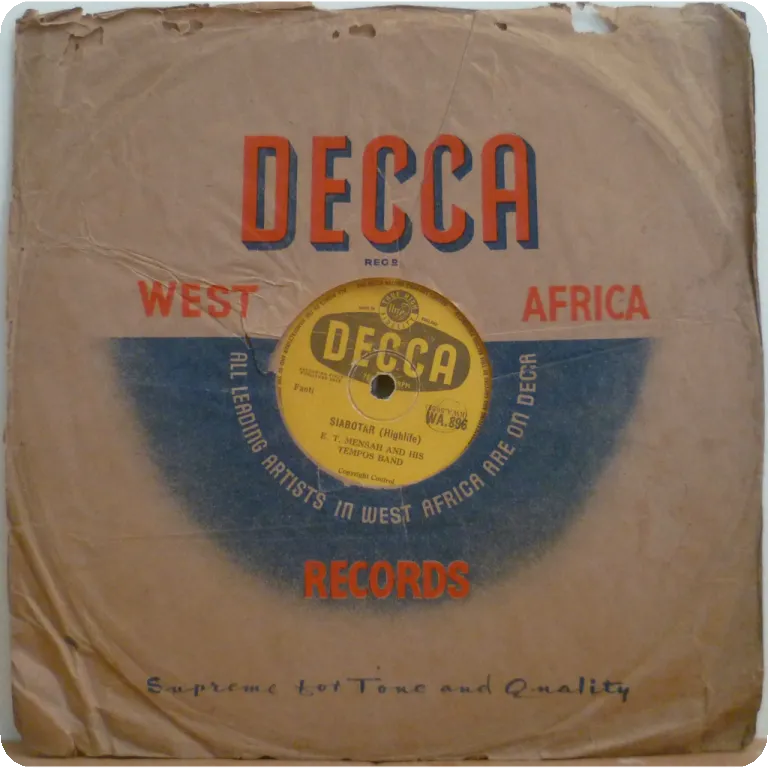 DECCA
REGD
WEST AFRICA
DECCA
Fanti
WA.896
SIABOTAR (Highlife)
E. T. MENSAH AND HIS
TEMPOS BAND
Copyright Control
ALL LEADING ARTISTS IN WEST AFRICA ARE ON DECCA
RECORDS
Supreme for Tone and Quality